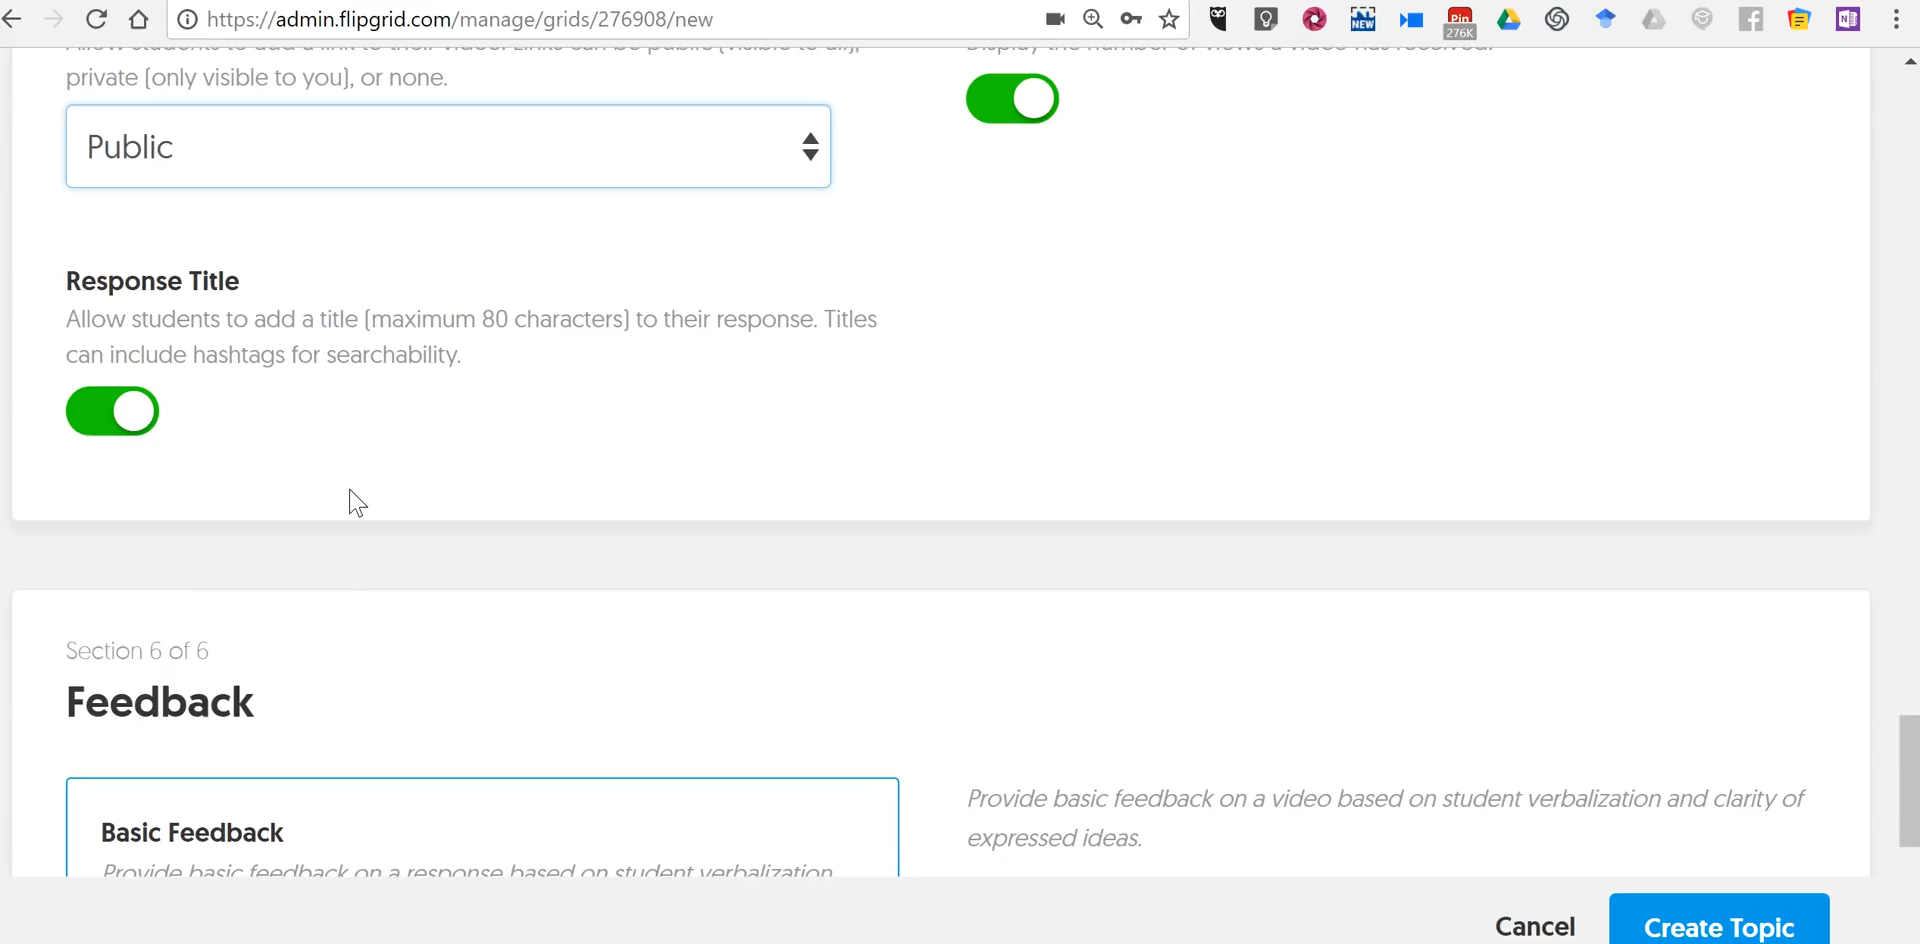 https://admin.flipgrid.com/manage/grids/276908/new
NEW
Pin
276K
N
Allow students to add a link to their video. Links can be public (visible to all),
private (only visible to you), or none.
Display the number of views a video has received.
Public
Response Title
Allow students to add a title (maximum 80 characters) to their response. Titles
can include hashtags for searchability.
Section 6 of 6
Feedback
Basic Feedback
Provide basic feedback on a response based on student verbalization
Provide basic feedback on a video based on student verbalization and clarity of
expressed ideas.
Cancel
Create Topic